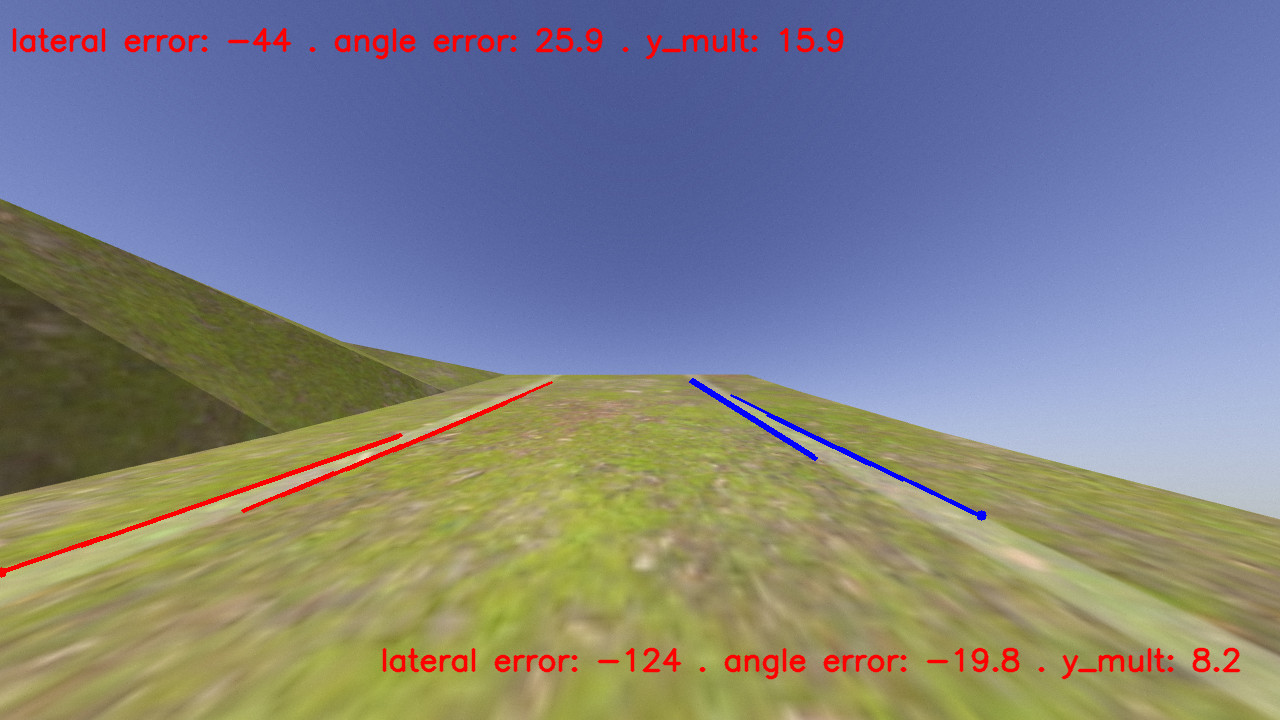 lateral error: -44 . angle error: 25.9 . y_mult: 15.9
lateral error: -124 . angle error: -19.8 . y_mult: 8.2